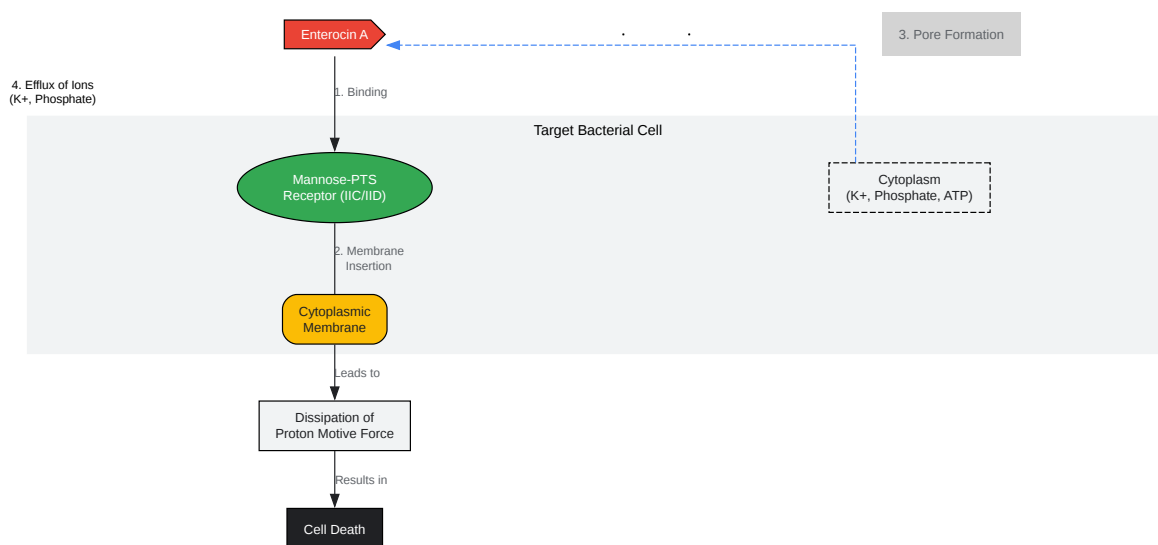 Enterocin A
3. Pore Formation
4. Efflux of Ions
(K+, Phosphate)
1. Binding
Target Bacterial Cell
Mannose-PTS
Receptor (IIC/IID)
Cytoplasm
(K+, Phosphate, ATP)
2. Membrane
Insertion
Cytoplasmic
Membrane
Leads to
Dissipation of
Proton Motive Force
Results in
Cell Death